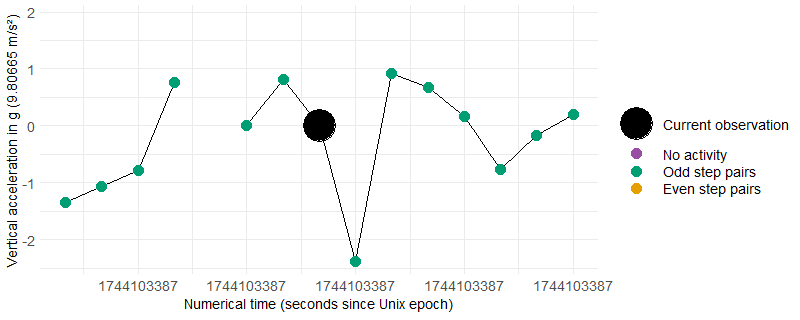 Vertical acceleration in g (9.80665 m/s²)
2
1
0
-1
-2
1744103387 1744103387 1744103387 1744103387 1744103387
Numerical time (seconds since Unix epoch)
Current observation
No activity
Odd step pairs
Even step pairs